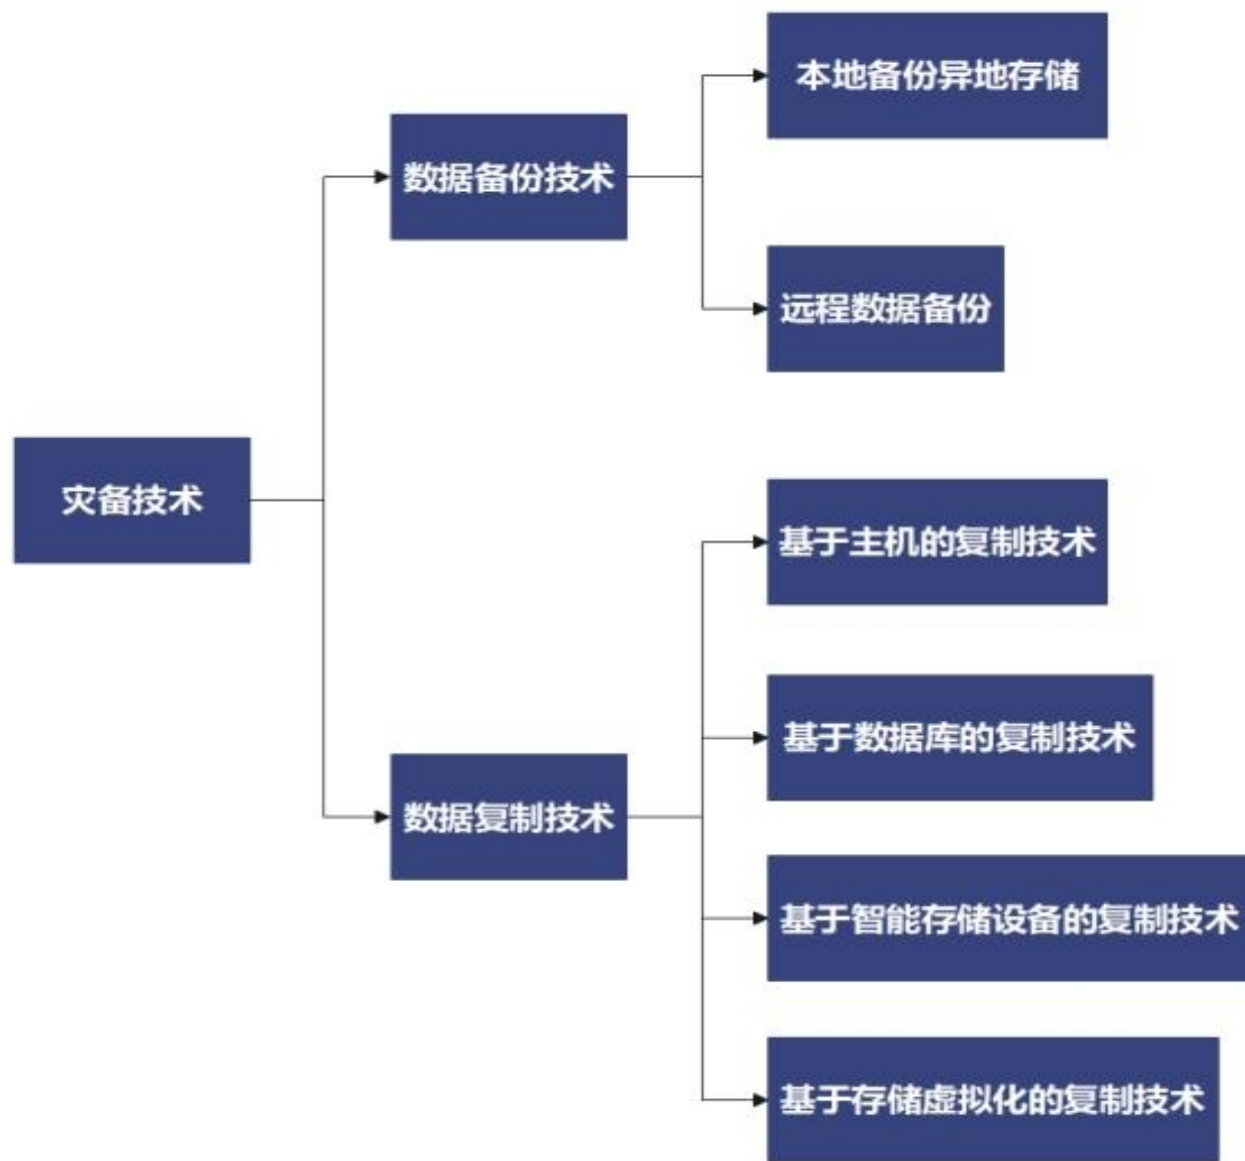 本地备份异地存储
数据备份技术
远程数据备份
灾备技术
基于主机的复制技术
基于数据库的复制技术
数据复制技术
基于智能存储设备的复制技术
基于存储虚拟化的复制技术